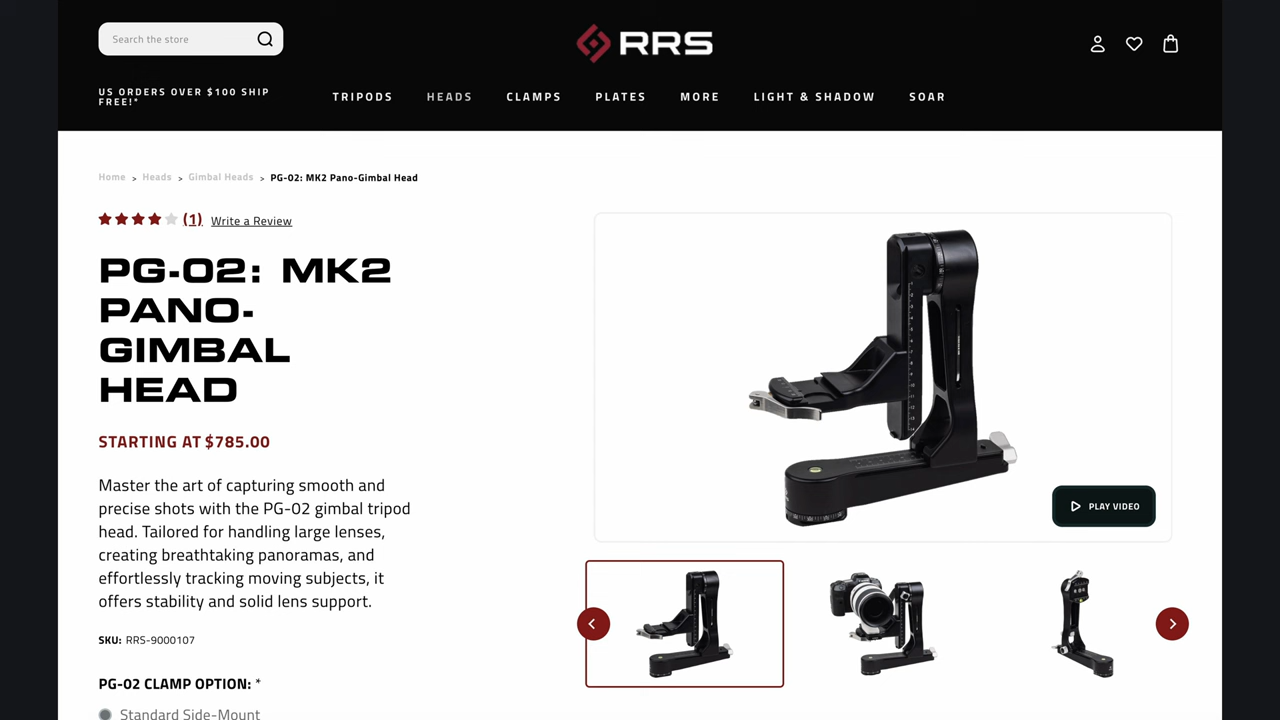 Search the store
RRS
US ORDERS OVER $100 SHIP
FREE!*
TRIPODS HEADS CLAMPS PLATES MORE LIGHT & SHADOW SOAR
Home > Heads > Gimbal Heads > PG-02: MK2 Pano-Gimbal Head
(1) Write a Review
PG-02: MK2
PANO-
GIMBAL
HEAD
STARTING AT $785.00
Master the art of capturing smooth and
precise shots with the PG-02 gimbal tripod
head. Tailored for handling large lenses,
creating breathtaking panoramas, and
effortlessly tracking moving subjects, it
offers stability and solid lens support.
SKU: RRS-9000107
PG-02 CLAMP OPTION: *
Standard Side-Mount
PLAY VIDEO